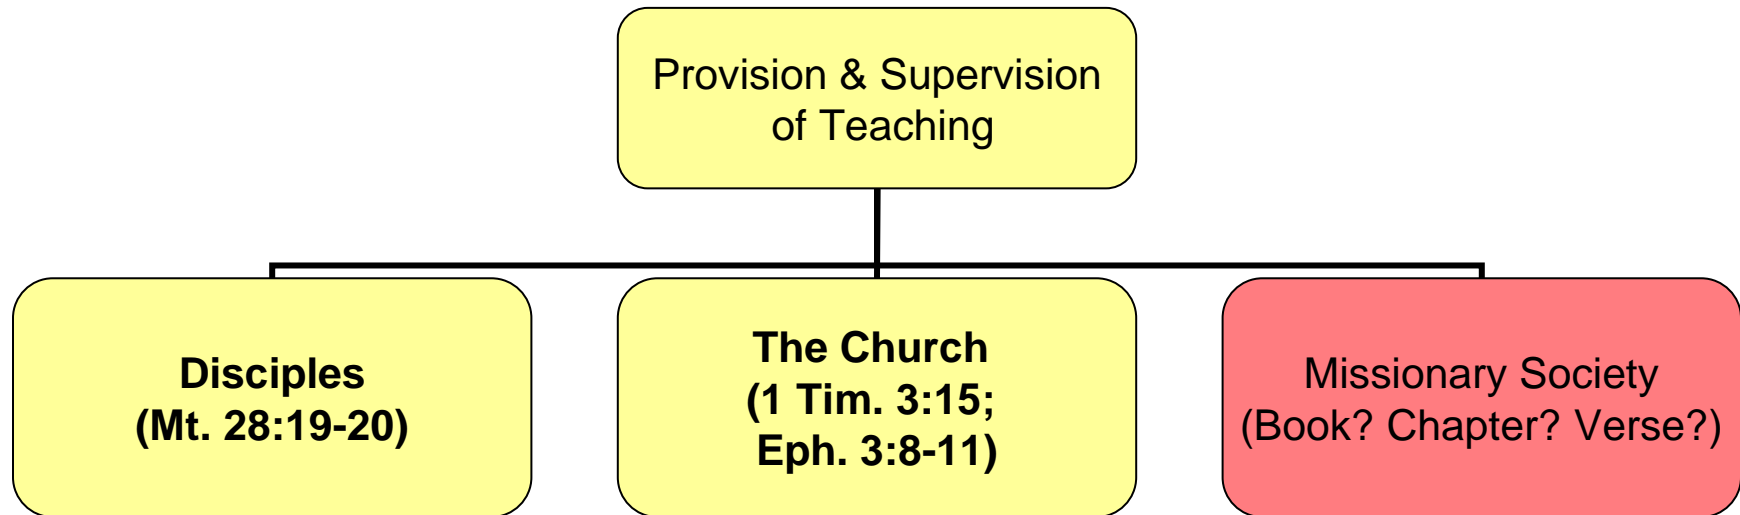 Provision & Supervision
of Teaching
Disciples
(Mt. 28:19-20)
The Church
(1 Tim. 3:15;
Eph. 3:8-11)
Missionary Society
(Book? Chapter? Verse?)